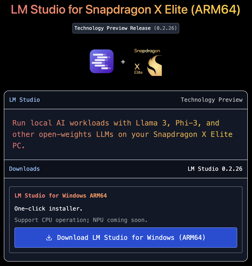 LM Studio for Snapdragon X Elite (ARM64)
Technology Preview Release (0.2.26)
+
Snapdragon
X
Elite
LM Studio
Technology Preview
Run local AI workloads with Llama 3, Phi-3, and
other open-weights LLMs on your Snapdragon X Elite
PC.
Downloads
LM Studio 0.2.26
LM Studio for Windows ARM64
One-click installer.
Support CPU operation; NPU coming soon.
Download LM Studio for Windows (ARM64)